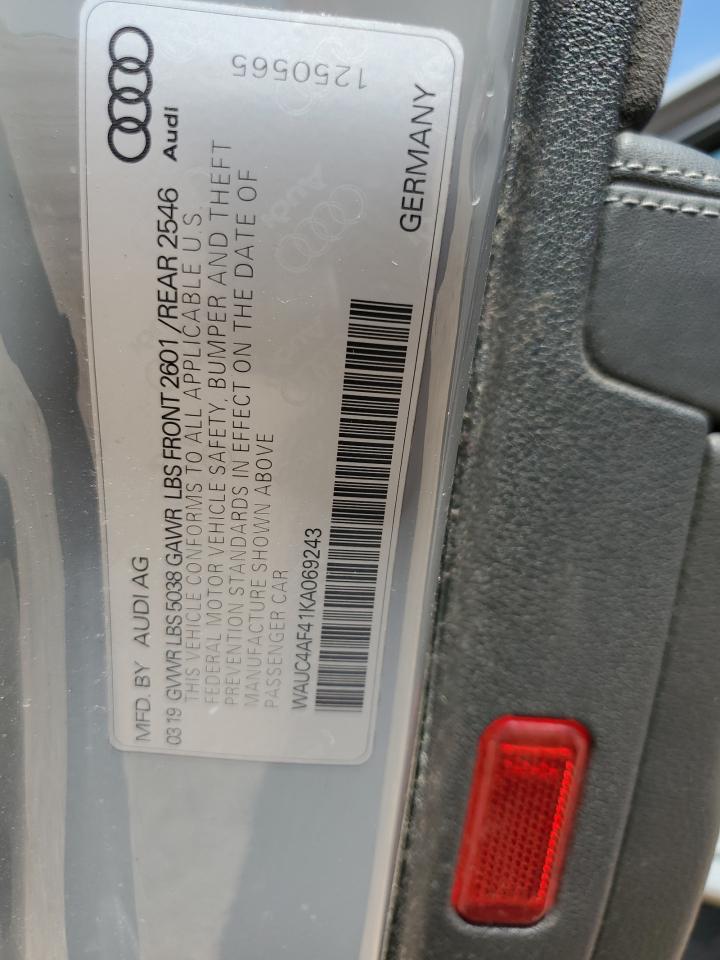 MFD. BY AUDI AG
Audi
0319 GVWR LBS 5038 GAWR LBS FRONT 2601 /REAR 2546
THIS VEHICLE CONFORMS TO ALL APPLICABLE U.S.
FEDERAL MOTOR VEHICLE SAFETY, BUMPER AND THEFT
PREVENTION STANDARDS IN EFFECT ON THE DATE OF
MANUFACTURE SHOWN ABOVE
PASSENGER CAR
WAUC4AF41KA069243
GERMANY
1250565